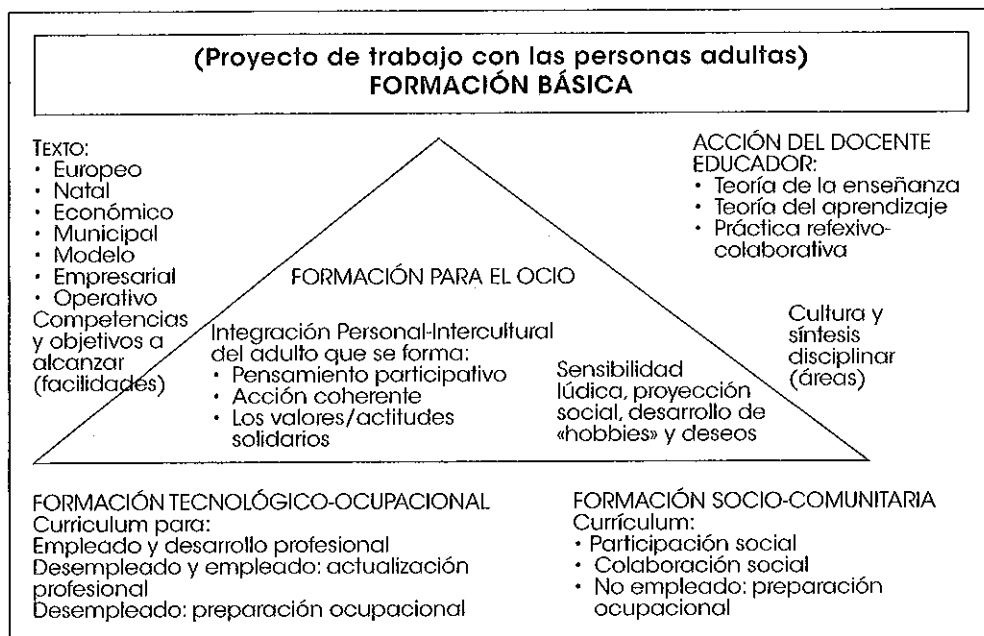 (Proyecto de trabajo con las personas adultas)
FORMACIÓN BÁSICA
TEXTO:
· Europeo
· Natal
· Económico
· Municipal
· Modelo
· Empresarial
· Operativo
Competencias
y objetivos a
alcanzar
(facilidades)
ACCIÓN DEL DOCENTE
EDUCADOR:
· Teoría de la enseñanza
· Teoría del aprendizaje
· Práctica refexivo-
colaborativa
FORMACIÓN PARA EL OCIO
Integración Personal-Intercultural
del adulto que se forma:
· Pensamiento participativo
· Acción coherente
· Los valores/actitudes
solidarios
Sensibilidad
lúdica, proyección
social, desarrollo de
«hobbies» y deseos
Cultura y
síntesis
disciplinar
(áreas)
FORMACIÓN TECNOLÓGICO-OCUPACIONAL
Curriculum para:
Empleado y desarrollo profesional
Desempleado y empleado: actualización
profesional
Desempleado: preparación ocupacional
FORMACIÓN SOCIO-COMUNITARIA
Currículum:
· Participación social
· Colaboración social
· No empleado: preparación
ocupacional